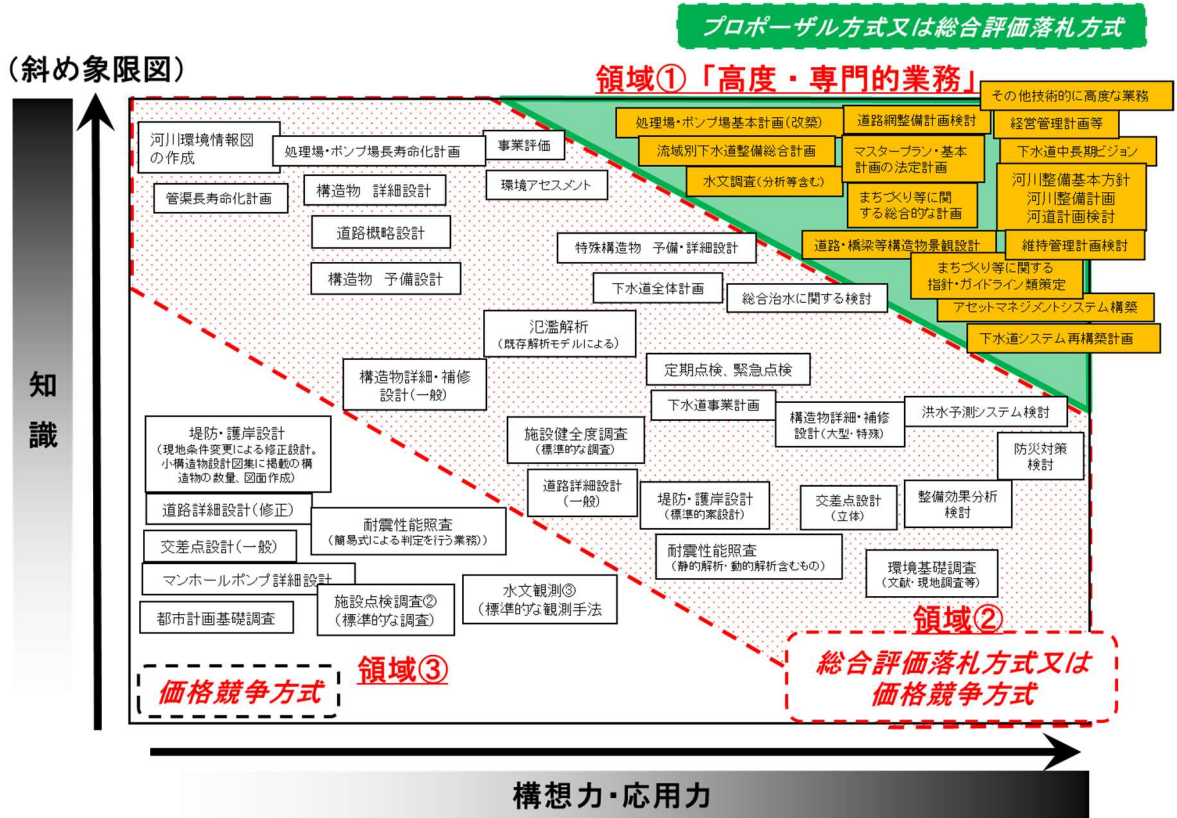 プロポーザル方式又は総合評価落札方式
(斜め象限図)
領域①「高度・専門的業務」
その他技術的に高度な業務
処理場・ポンプ場基本計画(改築)
道路網整備計画検討
経営管理計画等
河川環境情報図
の作成
処理場・ポンプ場長寿命化計画
事業評価
流域別下水道整備総合計画
マスタープラン・基本
計画の法定計画
下水道中長期ビジョン
管渠長寿命化計画
構造物 詳細設計
環境アセスメント
水文調査(分析等含む)
まちづくり等に関
する総合的な計画
河川整備基本方針
河川整備計画
河道計画検討
道路概略設計
特殊構造物 予備・詳細設計
道路・橋梁等構造物景観設計
維持管理計画検討
構造物 予備設計
下水道全体計画
総合治水に関する検討
まちづくり等に関する
指針・ガイドライン類策定
アセットマネジメントシステム構築
下水道システム再構築計画
氾濫解析
(既存解析モデルによる)
知
識
構造物詳細・補修
設計(一般)
定期点検、緊急点検
下水道事業計画
構造物詳細・補修
設計(大型・特殊)
洪水予測システム検討
堤防・護岸設計
(現地条件変更による修正設計。
小構造物設計図集に掲載の構
造物の数量、図面作成)
施設健全度調査
(標準的な調査)
防災対策
検討
道路詳細設計
(一般)
堤防・護岸設計
(標準的案設計)
交差点設計
(立体)
整備効果分析
検討
道路詳細設計(修正)
耐震性能照査
(簡易式による判定を行う業務))
交差点設計(一般)
耐震性能照査
(静的解析・動的解析含むもの)
環境基礎調査
(文献・現地調査等)
マンホールポンプ詳細設計
施設点検調査②
(標準的な調査)
水文観測③
(標準的な観測手法
都市計画基礎調査
領域②
領域③
価格競争方式
総合評価落札方式又は
価格競争方式
構想力・応用力